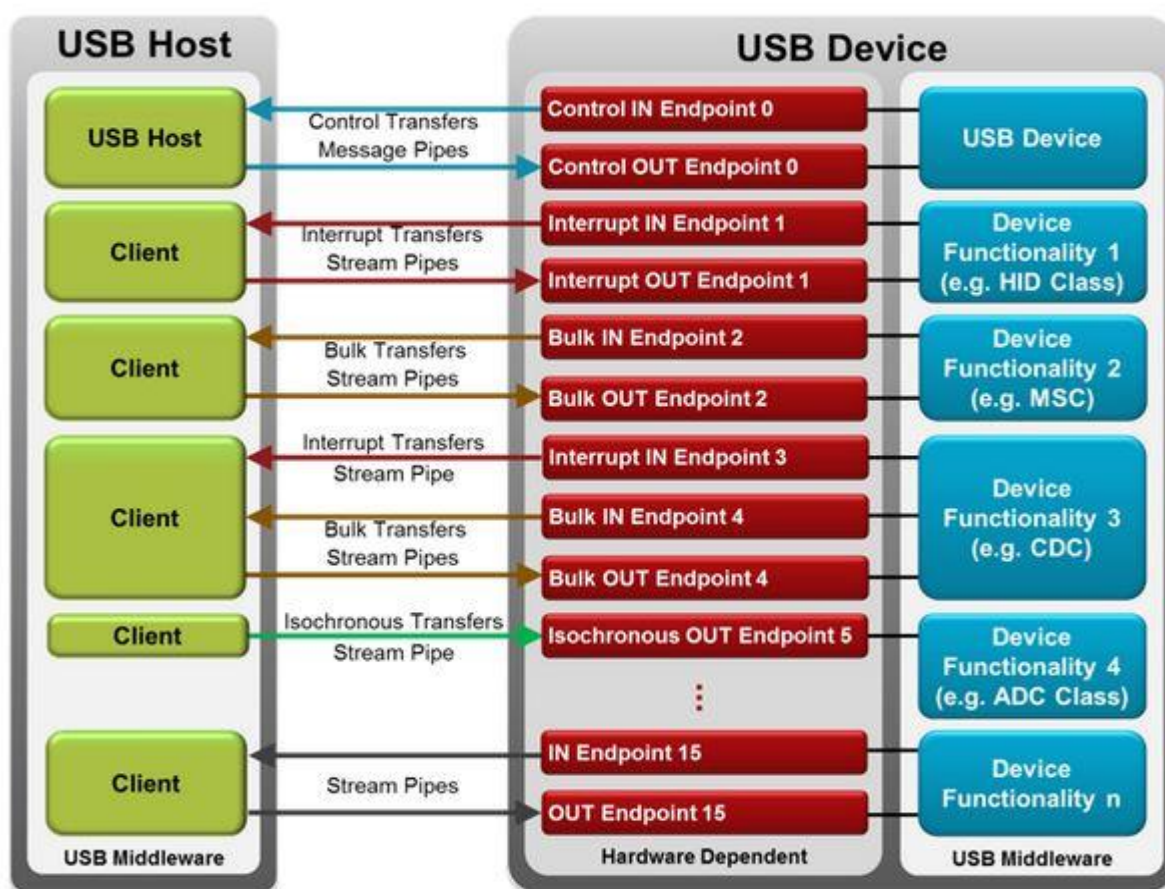 USB Host
USB Device
USB Host
Control Transfers
Message Pipes
Control IN Endpoint 0
Control OUT Endpoint 0
USB Device
Client
Interrupt Transfers
Stream Pipes
Interrupt IN Endpoint 1
Interrupt OUT Endpoint 1
Device
Functionality 1
(e.g. HID Class)
Client
Bulk Transfers
Stream Pipes
Bulk IN Endpoint 2
Bulk OUT Endpoint 2
Device
Functionality 2
(e.g. MSC)
Client
Interrupt Transfers
Stream Pipe
Bulk Transfers
Stream Pipes
Interrupt IN Endpoint 3
Bulk IN Endpoint 4
Bulk OUT Endpoint 4
Device
Functionality 3
(e.g. CDC)
Client
Isochronous Transfers
Stream Pipe
Isochronous OUT Endpoint 5
Device
Functionality 4
(e.g. ADC Class)
Client
Stream Pipes
IN Endpoint 15
OUT Endpoint 15
Device
Functionality n
USB Middleware
Hardware Dependent
USB Middleware